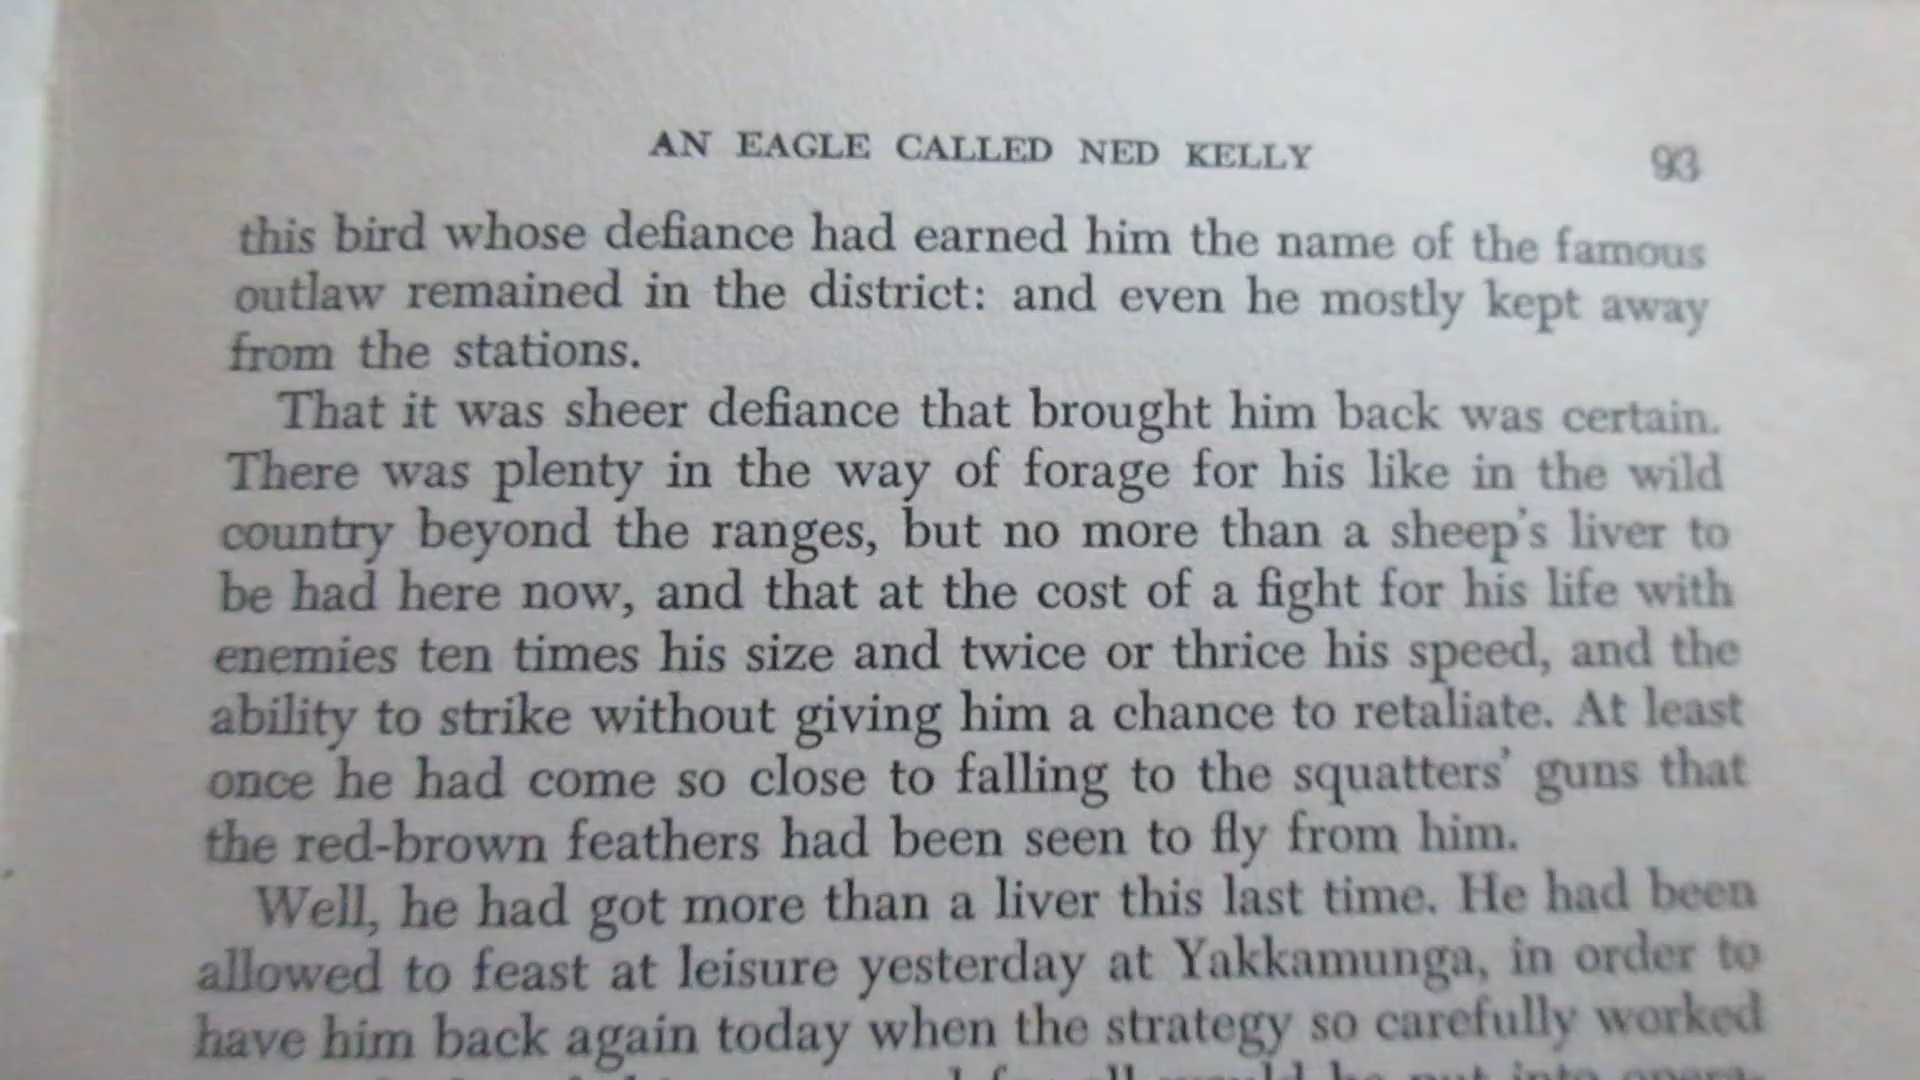 AN EAGLE CALLED NED KELLY 93
this bird whose defiance had earned him the name of the famous
outlaw remained in the district: and even he mostly kept away
from the stations.
That it was sheer defiance that brought him back was certain.
There was plenty in the way of forage for his like in the wild
country beyond the ranges, but no more than a sheep's liver to
be had here now, and that at the cost of a fight for his life with
enemies ten times his size and twice or thrice his speed, and the
ability to strike without giving him a chance to retaliate. At least
once he had come so close to falling to the squatters' guns that
the red-brown feathers had been seen to fly from him.
Well, he had got more than a liver this last time. He had been
allowed to feast at leisure yesterday at Yakkamunga, in order to
have him back again today when the strategy so carefully worked
all would be put into opera-